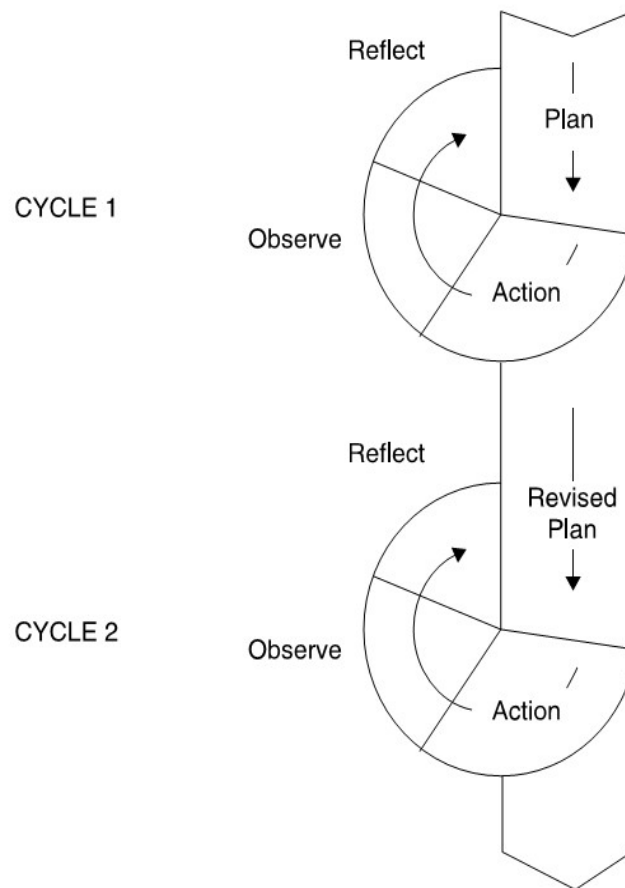 Reflect
Plan
CYCLE 1
Observe
Action
Reflect
Revised
Plan
CYCLE 2
Observe
Action